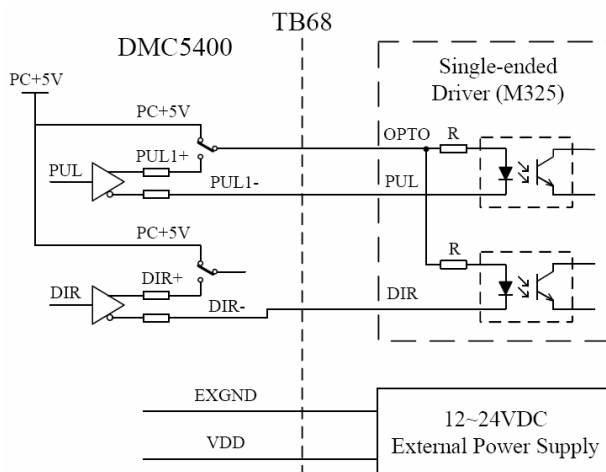 TB68
DMC5400
Single-ended
Driver (M325)
PC+5V
PC+5V
OPTO
R
PUL1+
PUL
PUL1-
PUL
PC+5V
R
DIR+
DIR
DIR-
DIR
EXGND
VDD
12~24VDC
External Power Supply